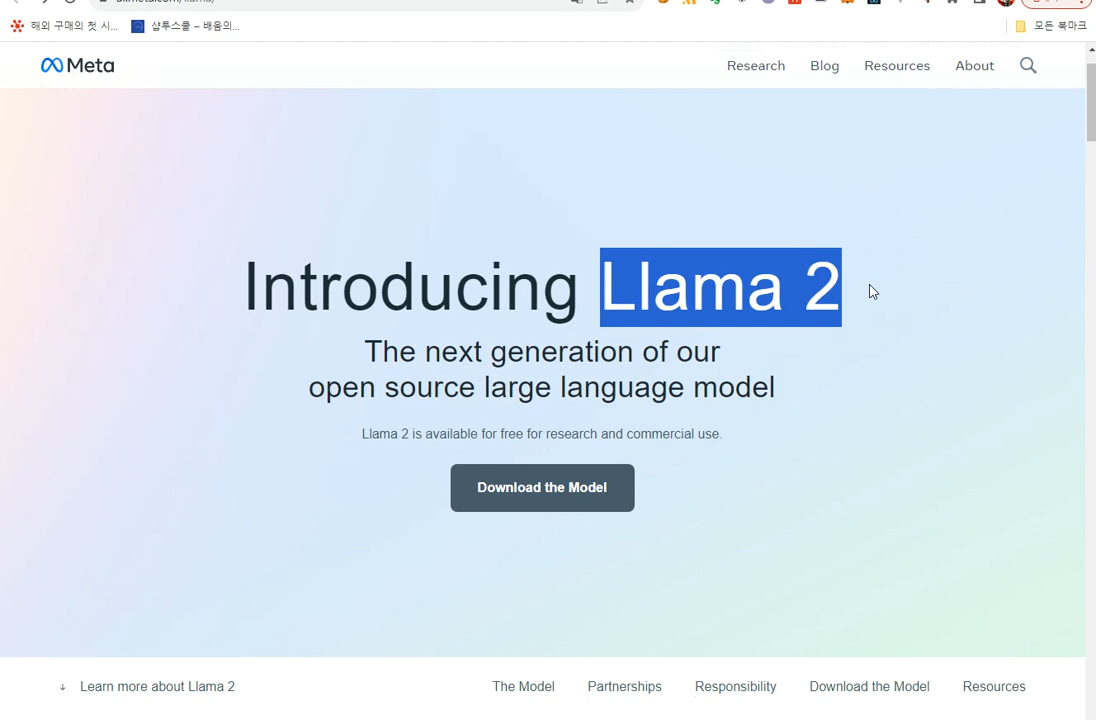 해외 구매의 첫 시... 샵투스쿨 – 배움의... 모든 북마크
Meta Research Blog Resources About
Introducing Llama 2
The next generation of our
open source large language model
Llama 2 is available for free for research and commercial use.
Download the Model
↓ Learn more about Llama 2 The Model Partnerships Responsibility Download the Model Resources